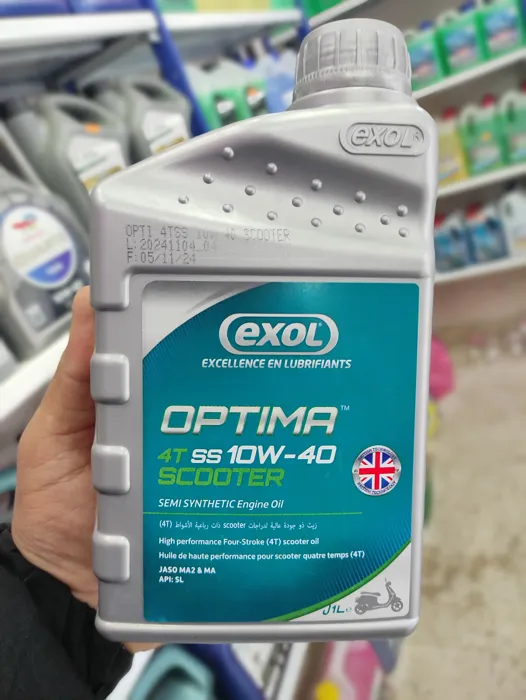 EXOL
OPTI 4TSS 10W-40 SCOOTER
L:20241104
F:05/11/24
EXOL
EXCELLENCE EN LUBRIFIANTS
OPTIMA™
4T SS 10W-40
SCOOTER
SEMI SYNTHETIC Engine Oil
زيت ذو جودة عالية لدراجات scooter ذات رباعية الأشواط (4T)
High performance Four-Stroke (4T) scooter oil
Huile de haute performance pour scooter quatre temps (4T)
JASO MA2 & MA
API: SL
1L e